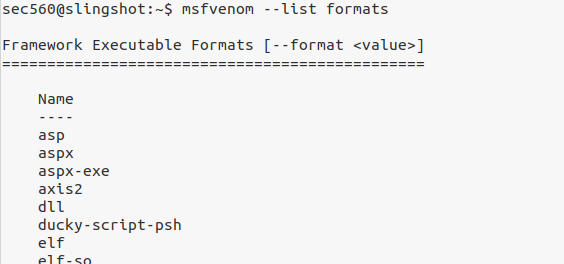 sec560@slingshot:~$ msfvenom --list formats
Framework Executable Formats [--format <value>]
===============================================
Name
----
asp
aspx
aspx-exe
axis2
dll
ducky-script-psh
elf
elf-so